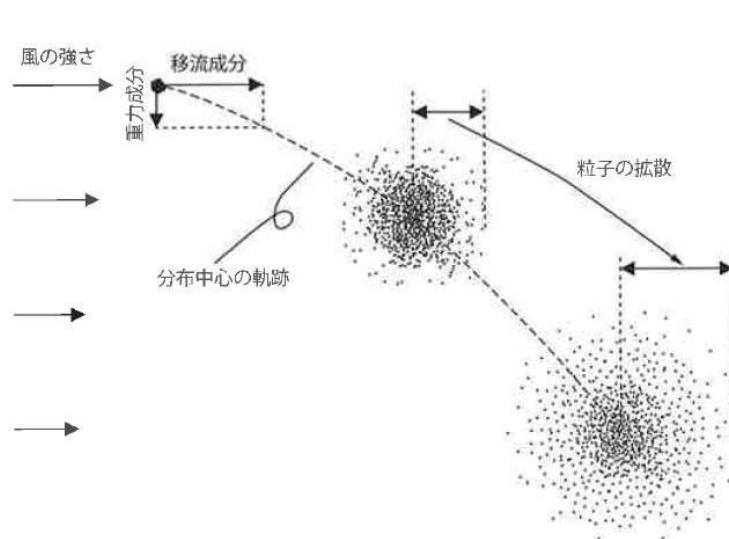 風の強さ
移流成分
重力成分
粒子の拡散
分布中心の軌跡